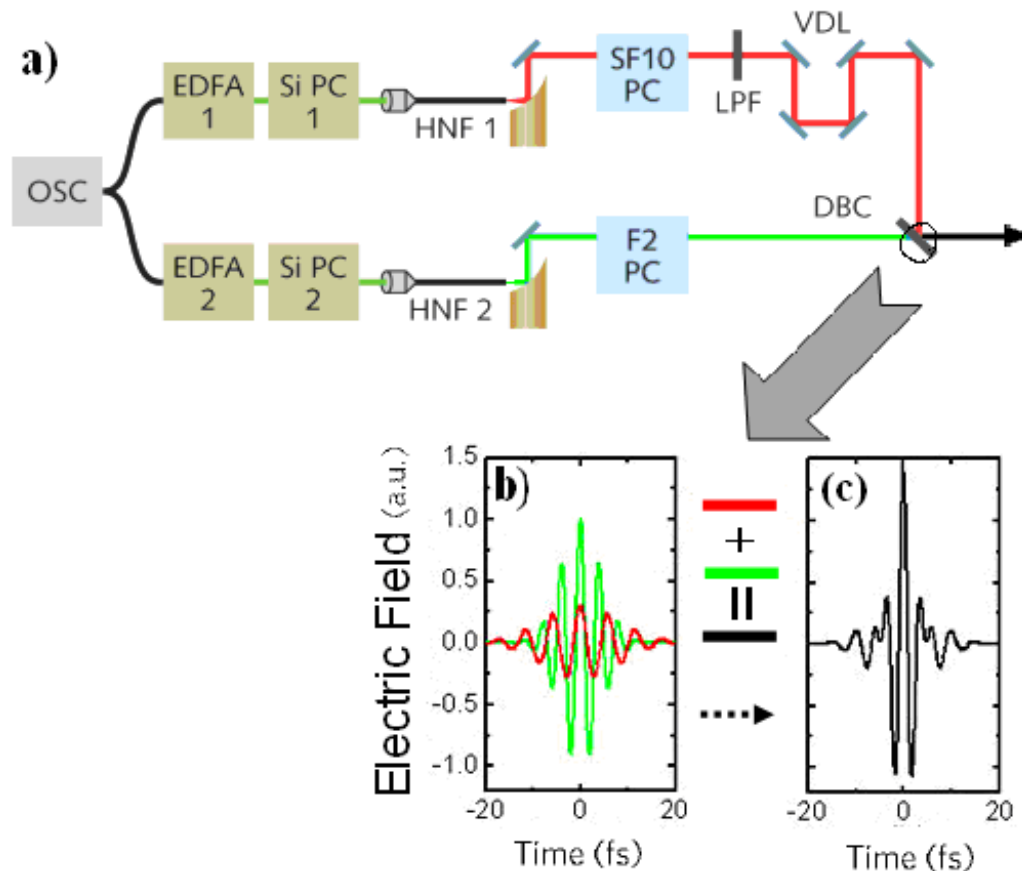 a)
OSC
EDFA
1
Si PC
1
HNF 1
SF10
PC
LPF
VDL
DBC
EDFA
2
Si PC
2
HNF 2
F2
PC
b)
Electric Field (a.u.)
1.5
1.0
0.5
0.0
-0.5
-1.0
-20
0
20
Time (fs)
+
=
(c)
-20
0
20
Time (fs)